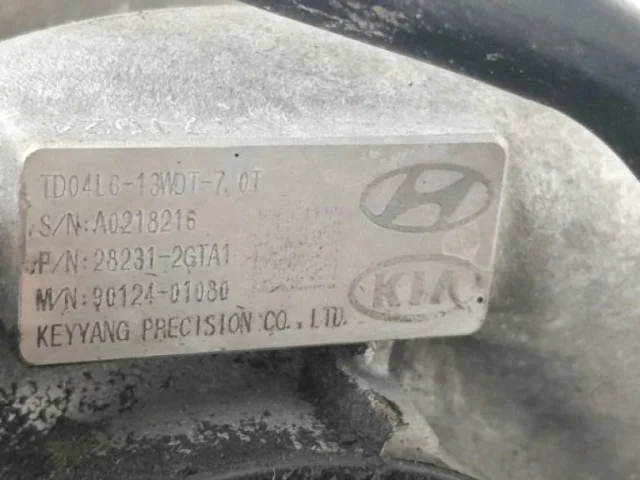 TD04L6-13WDT-7.0T
S/N:A0218216
P/N:28231-2GTA1
M/N:90124-01080
KEYYANG PRECISION CO., LTD.
KIA